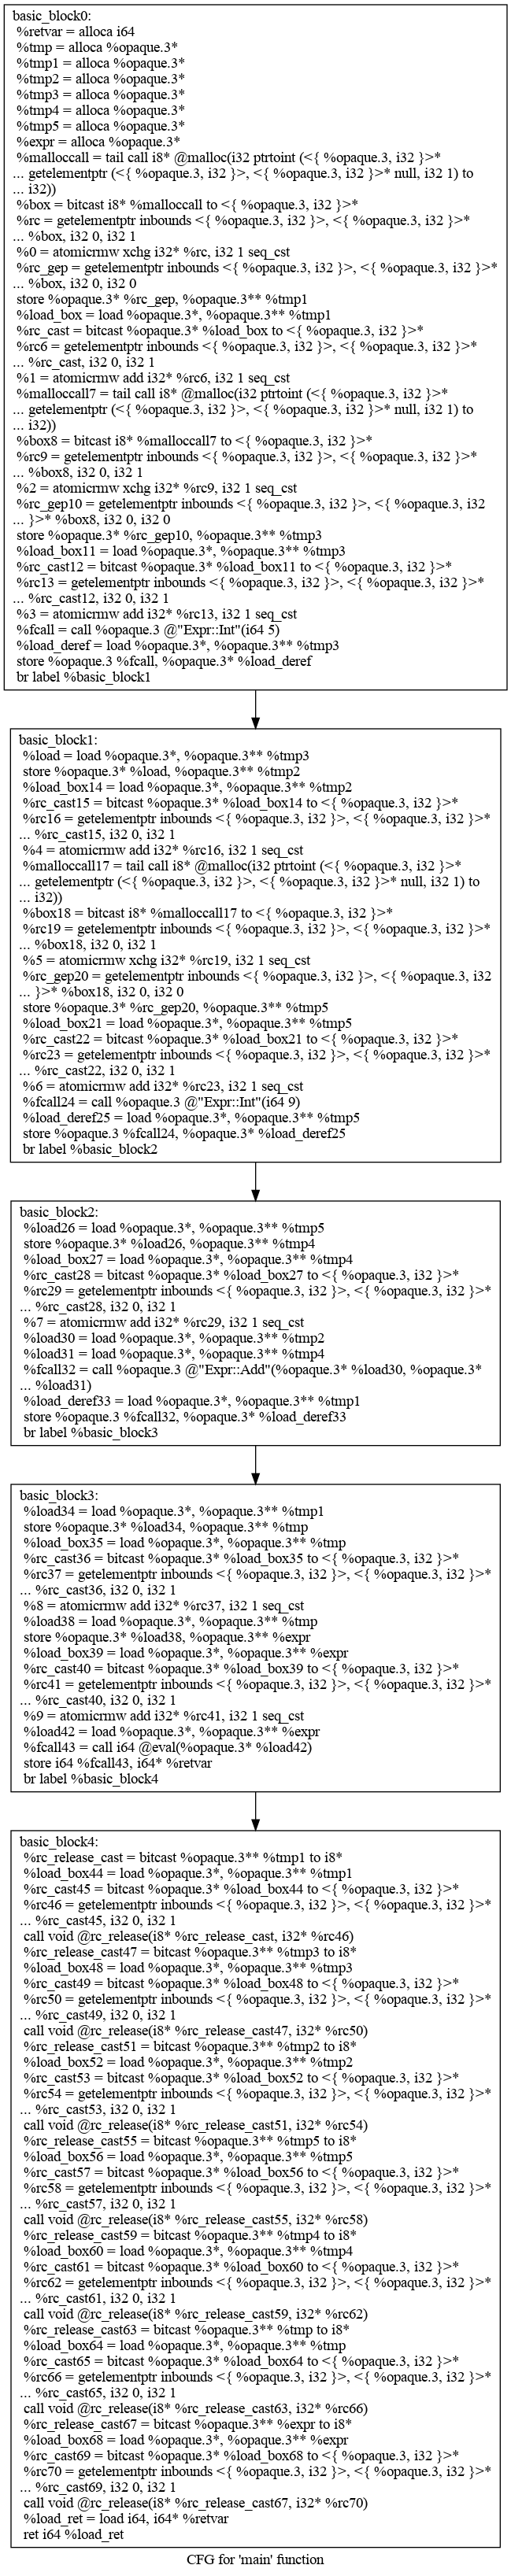 basic_block0:
%retvar = alloca i64
%tmp = alloca %opaque.3*
%tmp1 = alloca %opaque.3*
%tmp2 = alloca %opaque.3*
%tmp3 = alloca %opaque.3*
%tmp4 = alloca %opaque.3*
%tmp5 = alloca %opaque.3*
%expr = alloca %opaque.3*
%malloccall = tail call i8* @malloc(i32 ptrtoint (<{ %opaque.3, i32 }>*
... getelementptr (<{ %opaque.3, i32 }>, <{ %opaque.3, i32 }>* null, i32 1) to
... i32))
%box = bitcast i8* %malloccall to <{ %opaque.3, i32 }>*
%rc = getelementptr inbounds <{ %opaque.3, i32 }>, <{ %opaque.3, i32 }>*
... %box, i32 0, i32 1
%0 = atomicrmw xchg i32* %rc, i32 1 seq_cst
%rc_gep = getelementptr inbounds <{ %opaque.3, i32 }>, <{ %opaque.3, i32 }>*
... %box, i32 0, i32 0
store %opaque.3* %rc_gep, %opaque.3** %tmp1
%load_box = load %opaque.3*, %opaque.3** %tmp1
%rc_cast = bitcast %opaque.3* %load_box to <{ %opaque.3, i32 }>*
%rc6 = getelementptr inbounds <{ %opaque.3, i32 }>, <{ %opaque.3, i32 }>*
... %rc_cast, i32 0, i32 1
%1 = atomicrmw add i32* %rc6, i32 1 seq_cst
%malloccall7 = tail call i8* @malloc(i32 ptrtoint (<{ %opaque.3, i32 }>*
... getelementptr (<{ %opaque.3, i32 }>, <{ %opaque.3, i32 }>* null, i32 1) to
... i32))
%box8 = bitcast i8* %malloccall7 to <{ %opaque.3, i32 }>*
%rc9 = getelementptr inbounds <{ %opaque.3, i32 }>, <{ %opaque.3, i32 }>*
... %box8, i32 0, i32 1
%2 = atomicrmw xchg i32* %rc9, i32 1 seq_cst
%rc_gep10 = getelementptr inbounds <{ %opaque.3, i32 }>, <{ %opaque.3, i32
... }>* %box8, i32 0, i32 0
store %opaque.3* %rc_gep10, %opaque.3** %tmp3
%load_box11 = load %opaque.3*, %opaque.3** %tmp3
%rc_cast12 = bitcast %opaque.3* %load_box11 to <{ %opaque.3, i32 }>*
%rc13 = getelementptr inbounds <{ %opaque.3, i32 }>, <{ %opaque.3, i32 }>*
... %rc_cast12, i32 0, i32 1
%3 = atomicrmw add i32* %rc13, i32 1 seq_cst
%fcall = call %opaque.3 @"Expr::Int"(i64 5)
%load_deref = load %opaque.3*, %opaque.3** %tmp3
store %opaque.3 %fcall, %opaque.3* %load_deref
br label %basic_block1
basic_block1:
%load = load %opaque.3*, %opaque.3** %tmp3
store %opaque.3* %load, %opaque.3** %tmp2
%load_box14 = load %opaque.3*, %opaque.3** %tmp2
%rc_cast15 = bitcast %opaque.3* %load_box14 to <{ %opaque.3, i32 }>*
%rc16 = getelementptr inbounds <{ %opaque.3, i32 }>, <{ %opaque.3, i32 }>*
... %rc_cast15, i32 0, i32 1
%4 = atomicrmw add i32* %rc16, i32 1 seq_cst
%malloccall17 = tail call i8* @malloc(i32 ptrtoint (<{ %opaque.3, i32 }>*
... getelementptr (<{ %opaque.3, i32 }>, <{ %opaque.3, i32 }>* null, i32 1) to
... i32))
%box18 = bitcast i8* %malloccall17 to <{ %opaque.3, i32 }>*
%rc19 = getelementptr inbounds <{ %opaque.3, i32 }>, <{ %opaque.3, i32 }>*
... %box18, i32 0, i32 1
%5 = atomicrmw xchg i32* %rc19, i32 1 seq_cst
%rc_gep20 = getelementptr inbounds <{ %opaque.3, i32 }>, <{ %opaque.3, i32
... }>* %box18, i32 0, i32 0
store %opaque.3* %rc_gep20, %opaque.3** %tmp5
%load_box21 = load %opaque.3*, %opaque.3** %tmp5
%rc_cast22 = bitcast %opaque.3* %load_box21 to <{ %opaque.3, i32 }>*
%rc23 = getelementptr inbounds <{ %opaque.3, i32 }>, <{ %opaque.3, i32 }>*
... %rc_cast22, i32 0, i32 1
%6 = atomicrmw add i32* %rc23, i32 1 seq_cst
%fcall24 = call %opaque.3 @"Expr::Int"(i64 9)
%load_deref25 = load %opaque.3*, %opaque.3** %tmp5
store %opaque.3 %fcall24, %opaque.3* %load_deref25
br label %basic_block2
basic_block2:
%load26 = load %opaque.3*, %opaque.3** %tmp5
store %opaque.3* %load26, %opaque.3** %tmp4
%load_box27 = load %opaque.3*, %opaque.3** %tmp4
%rc_cast28 = bitcast %opaque.3* %load_box27 to <{ %opaque.3, i32 }>*
%rc29 = getelementptr inbounds <{ %opaque.3, i32 }>, <{ %opaque.3, i32 }>*
... %rc_cast28, i32 0, i32 1
%7 = atomicrmw add i32* %rc29, i32 1 seq_cst
%load30 = load %opaque.3*, %opaque.3** %tmp2
%load31 = load %opaque.3*, %opaque.3** %tmp4
%fcall32 = call %opaque.3 @"Expr::Add"(%opaque.3* %load30, %opaque.3*
... %load31)
%load_deref33 = load %opaque.3*, %opaque.3** %tmp1
store %opaque.3 %fcall32, %opaque.3* %load_deref33
br label %basic_block3
basic_block3:
%load34 = load %opaque.3*, %opaque.3** %tmp1
store %opaque.3* %load34, %opaque.3** %tmp
%load_box35 = load %opaque.3*, %opaque.3** %tmp
%rc_cast36 = bitcast %opaque.3* %load_box35 to <{ %opaque.3, i32 }>*
%rc37 = getelementptr inbounds <{ %opaque.3, i32 }>, <{ %opaque.3, i32 }>*
... %rc_cast36, i32 0, i32 1
%8 = atomicrmw add i32* %rc37, i32 1 seq_cst
%load38 = load %opaque.3*, %opaque.3** %tmp
store %opaque.3* %load38, %opaque.3** %expr
%load_box39 = load %opaque.3*, %opaque.3** %expr
%rc_cast40 = bitcast %opaque.3* %load_box39 to <{ %opaque.3, i32 }>*
%rc41 = getelementptr inbounds <{ %opaque.3, i32 }>, <{ %opaque.3, i32 }>*
... %rc_cast40, i32 0, i32 1
%9 = atomicrmw add i32* %rc41, i32 1 seq_cst
%load42 = load %opaque.3*, %opaque.3** %expr
%fcall43 = call i64 @eval(%opaque.3* %load42)
store i64 %fcall43, i64* %retvar
br label %basic_block4
basic_block4:
%rc_release_cast = bitcast %opaque.3** %tmp1 to i8*
%load_box44 = load %opaque.3*, %opaque.3** %tmp1
%rc_cast45 = bitcast %opaque.3* %load_box44 to <{ %opaque.3, i32 }>*
%rc46 = getelementptr inbounds <{ %opaque.3, i32 }>, <{ %opaque.3, i32 }>*
... %rc_cast45, i32 0, i32 1
call void @rc_release(i8* %rc_release_cast, i32* %rc46)
%rc_release_cast47 = bitcast %opaque.3** %tmp3 to i8*
%load_box48 = load %opaque.3*, %opaque.3** %tmp3
%rc_cast49 = bitcast %opaque.3* %load_box48 to <{ %opaque.3, i32 }>*
%rc50 = getelementptr inbounds <{ %opaque.3, i32 }>, <{ %opaque.3, i32 }>*
... %rc_cast49, i32 0, i32 1
call void @rc_release(i8* %rc_release_cast47, i32* %rc50)
%rc_release_cast51 = bitcast %opaque.3** %tmp2 to i8*
%load_box52 = load %opaque.3*, %opaque.3** %tmp2
%rc_cast53 = bitcast %opaque.3* %load_box52 to <{ %opaque.3, i32 }>*
%rc54 = getelementptr inbounds <{ %opaque.3, i32 }>, <{ %opaque.3, i32 }>*
... %rc_cast53, i32 0, i32 1
call void @rc_release(i8* %rc_release_cast51, i32* %rc54)
%rc_release_cast55 = bitcast %opaque.3** %tmp5 to i8*
%load_box56 = load %opaque.3*, %opaque.3** %tmp5
%rc_cast57 = bitcast %opaque.3* %load_box56 to <{ %opaque.3, i32 }>*
%rc58 = getelementptr inbounds <{ %opaque.3, i32 }>, <{ %opaque.3, i32 }>*
... %rc_cast57, i32 0, i32 1
call void @rc_release(i8* %rc_release_cast55, i32* %rc58)
%rc_release_cast59 = bitcast %opaque.3** %tmp4 to i8*
%load_box60 = load %opaque.3*, %opaque.3** %tmp4
%rc_cast61 = bitcast %opaque.3* %load_box60 to <{ %opaque.3, i32 }>*
%rc62 = getelementptr inbounds <{ %opaque.3, i32 }>, <{ %opaque.3, i32 }>*
... %rc_cast61, i32 0, i32 1
call void @rc_release(i8* %rc_release_cast59, i32* %rc62)
%rc_release_cast63 = bitcast %opaque.3** %tmp to i8*
%load_box64 = load %opaque.3*, %opaque.3** %tmp
%rc_cast65 = bitcast %opaque.3* %load_box64 to <{ %opaque.3, i32 }>*
%rc66 = getelementptr inbounds <{ %opaque.3, i32 }>, <{ %opaque.3, i32 }>*
... %rc_cast65, i32 0, i32 1
call void @rc_release(i8* %rc_release_cast63, i32* %rc66)
%rc_release_cast67 = bitcast %opaque.3** %expr to i8*
%load_box68 = load %opaque.3*, %opaque.3** %expr
%rc_cast69 = bitcast %opaque.3* %load_box68 to <{ %opaque.3, i32 }>*
%rc70 = getelementptr inbounds <{ %opaque.3, i32 }>, <{ %opaque.3, i32 }>*
... %rc_cast69, i32 0, i32 1
call void @rc_release(i8* %rc_release_cast67, i32* %rc70)
%load_ret = load i64, i64* %retvar
ret i64 %load_ret
CFG for 'main' function